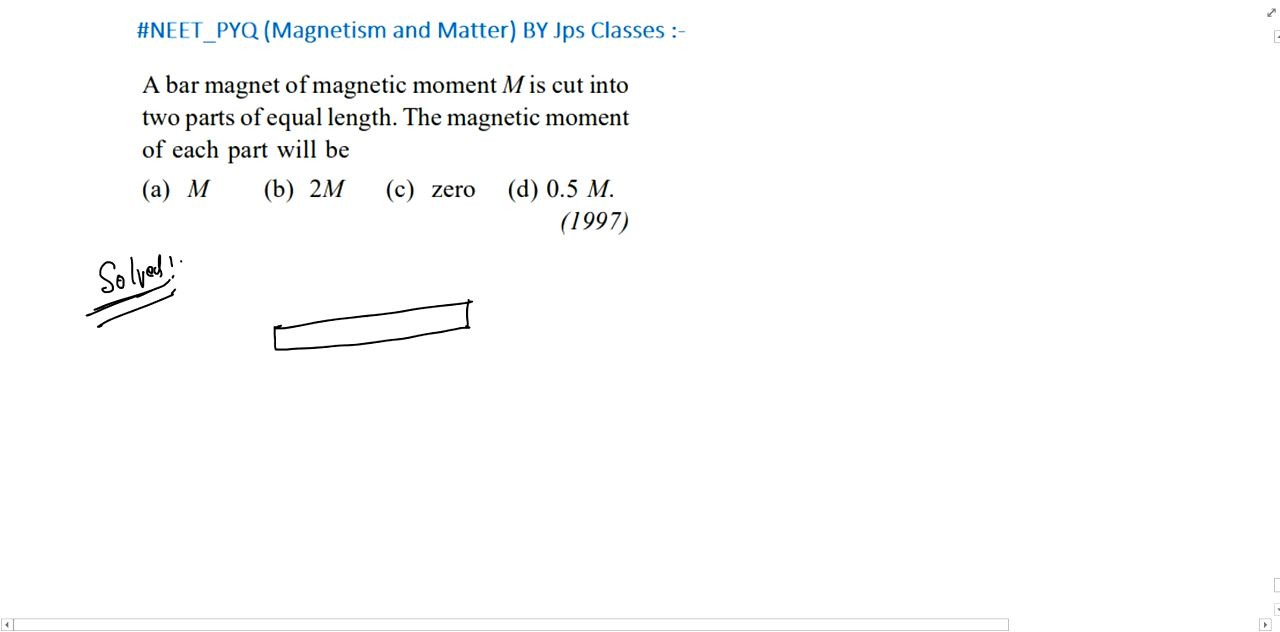 #NEET_PYQ (Magnetism and Matter) BY Jps Classes :-
A bar magnet of magnetic moment M is cut into
two parts of equal length. The magnetic moment
of each part will be
(a) M (b) 2M (c) zero (d) 0.5 M.
(1997)
Solved!